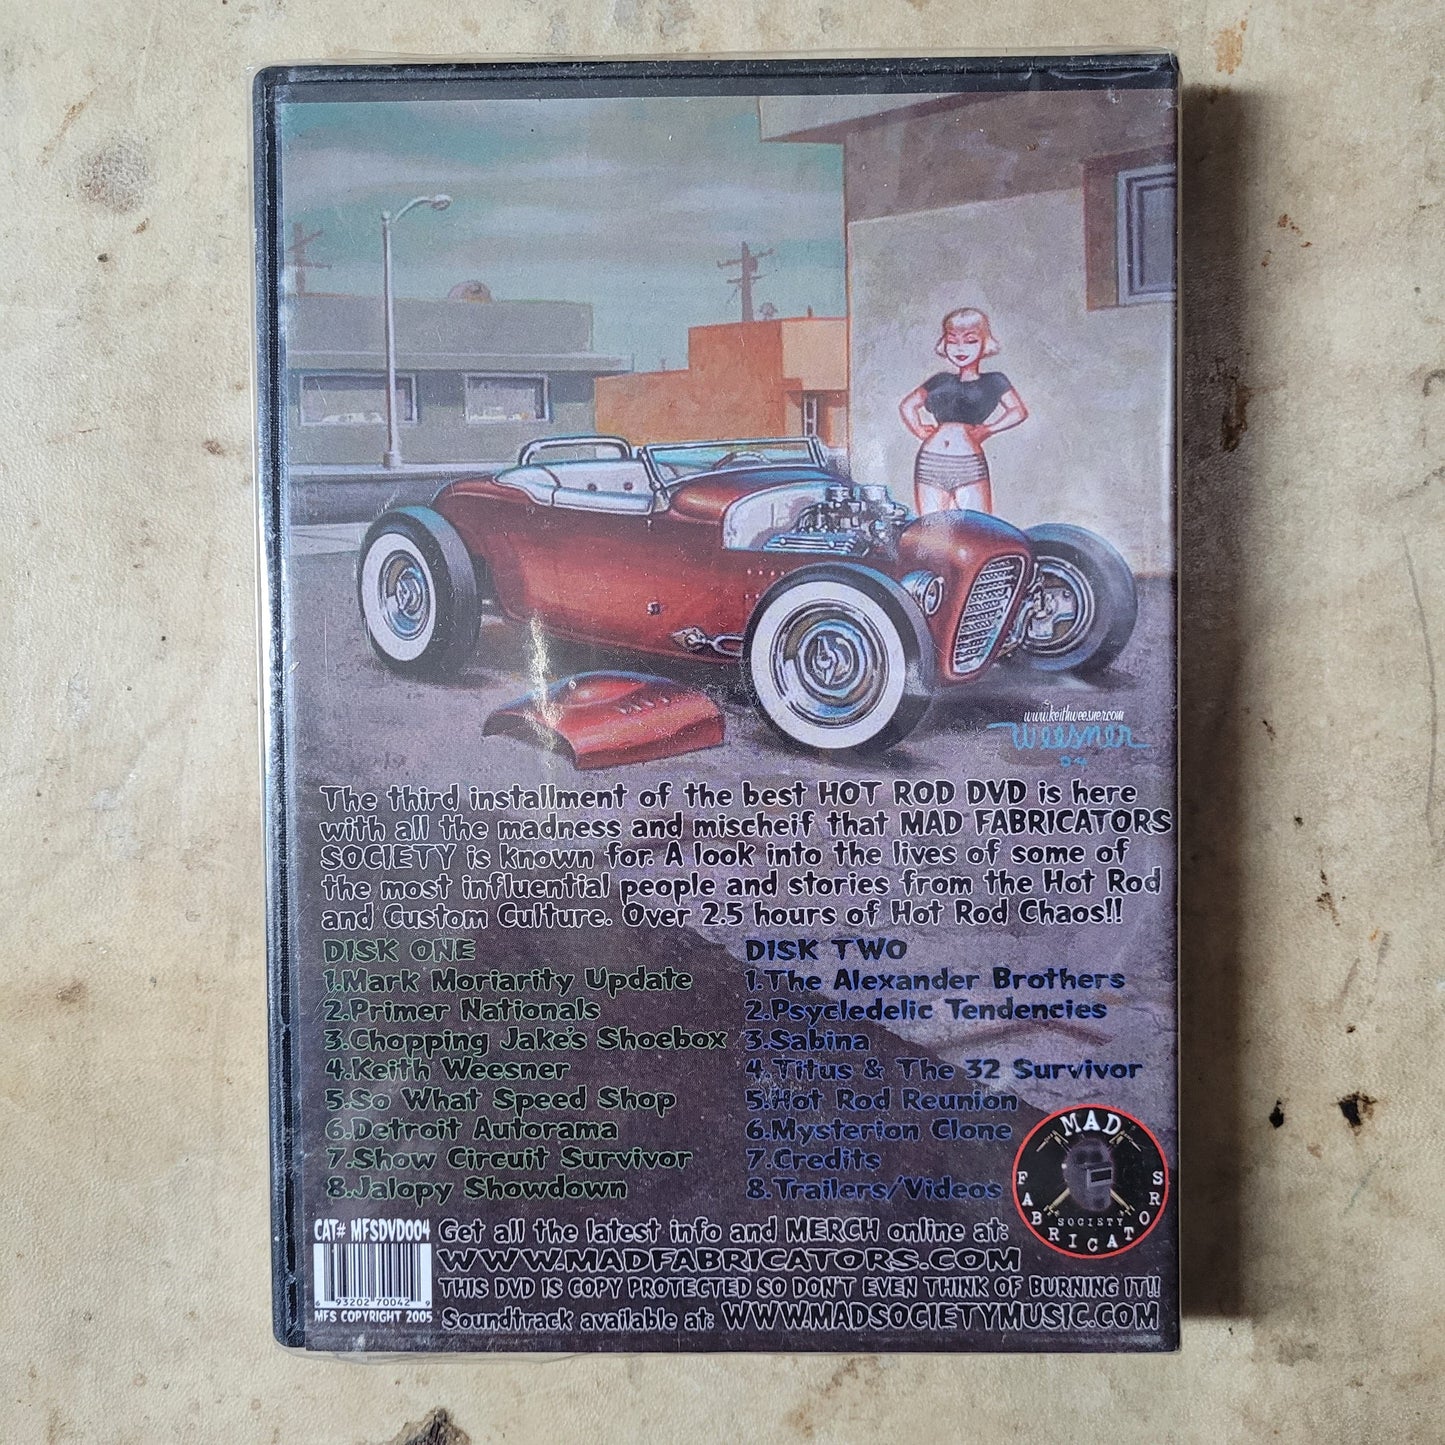 www.keithweesner.com
Weesner
04
The third installment of the best HOT ROD DVD is here
with all the madness and mischeif that MAD FABRICATORS
SOCIETY is known for. A look into the lives of some of
the most influential people and stories from the Hot Rod
and Custom Culture. Over 2.5 hours of Hot Rod Chaos!!
DISK ONE
1.Mark Moriarity Update
2.Primer Nationals
3.Chopping Jake's Shoebox
4.Keith Weesner
5.So What Speed Shop
6.Detroit Autorama
7.Show Circuit Survivor
8.Jalopy Showdown
DISK TWO
1.The Alexander Brothers
2.Psycledelic Tendencies
3.Sabina
4.Titus & The 32 Survivor
5.Hot Rod Reunion
6.Mysterion Clone
7.Credits
8.Trailers/Videos
MAD
FABRICATORS
SOCIETY
CAT# MFSDVD004
6 93202 70042 9
MFS COPYRIGHT 2005
Get all the latest info and MERCH online at:
WWW.MADFABRICATORS.COM
THIS DVD IS COPY PROTECTED SO DON'T EVEN THINK OF BURNING IT!!
Soundtrack available at: WWW.MADSOCIETYMUSIC.COM